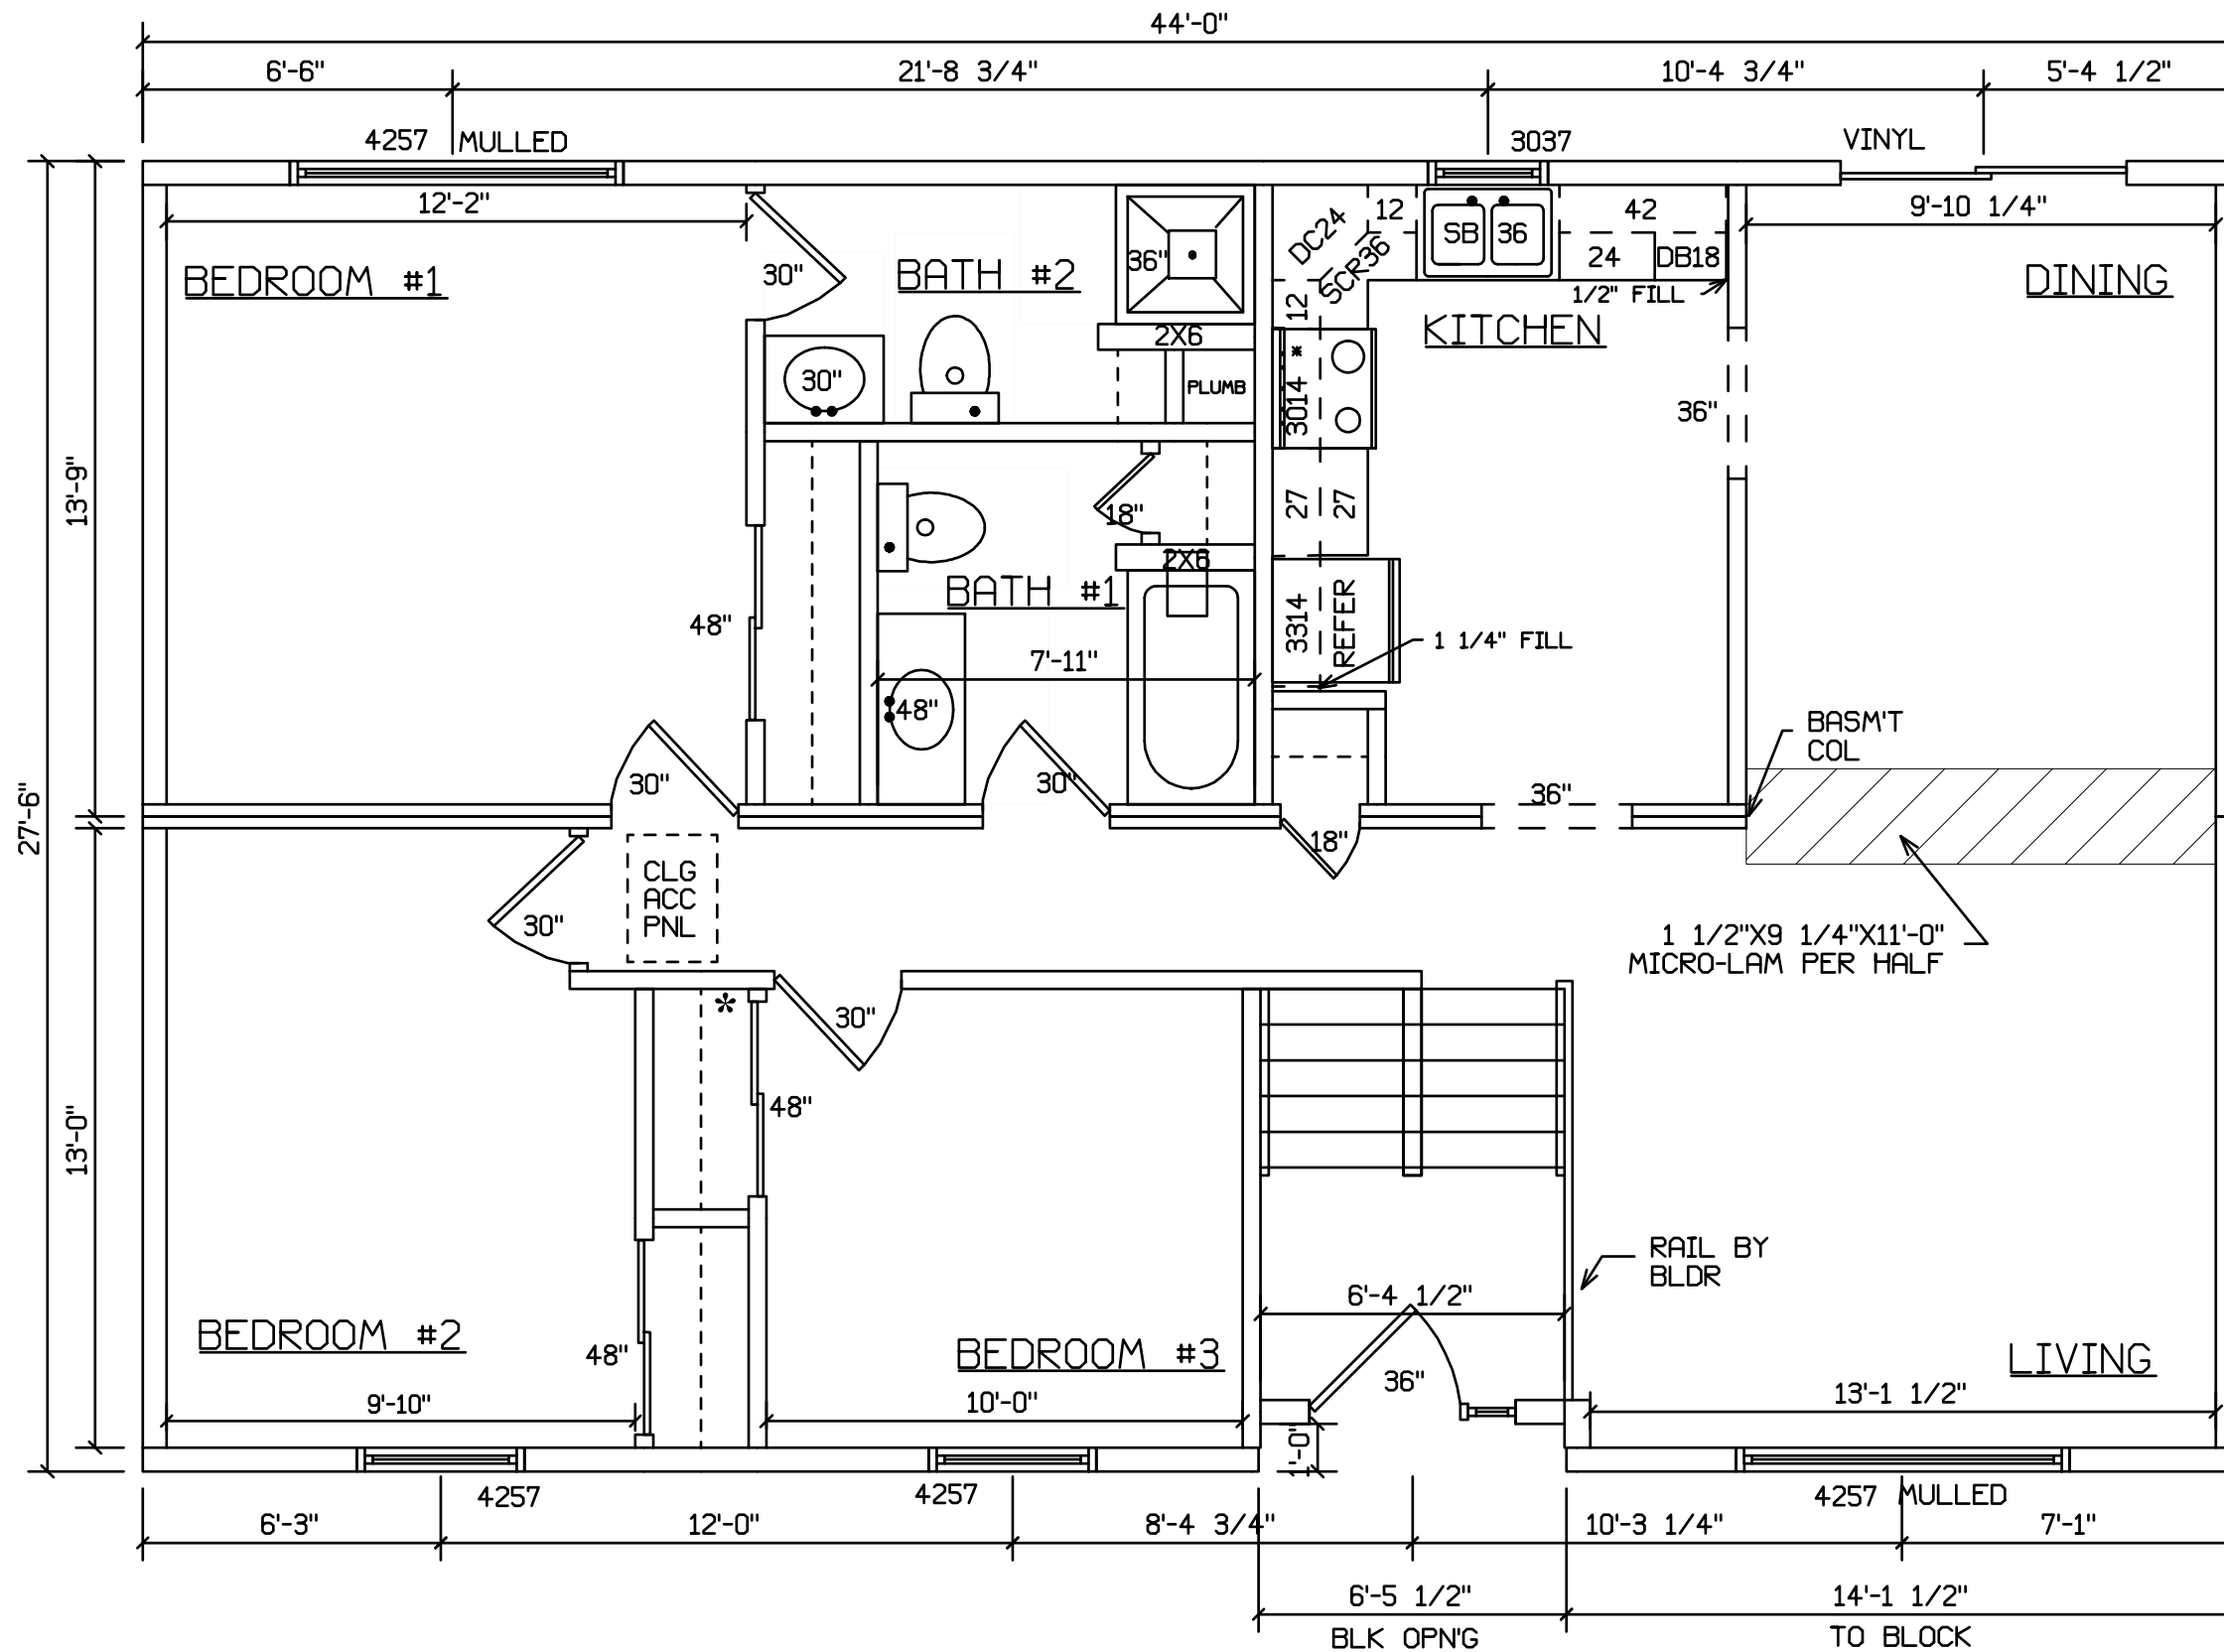 44'-0"
6'-6"
21'-8 3/4"
10'-4 3/4"
5'-4 1/2"
4257 MULLED
3037
VINYL
12'-2"
9'-10 1/4"
BEDROOM #1
30"
BATH #2
36"
DC24
SCR36
12
SB 36
42
24
DB18
1/2" FILL
DINING
12
KITCHEN
2X6
30"
PLUMB
3014 *
36"
13'-9"
18"
27
27
2X6
BATH #1
48"
3314
REFER
1 1/4" FILL
7'-11"
48"
BASM'T
COL
30"
30"
36"
27'-6"
18"
CLG
ACC
PNL
30"
1 1/2"X9 1/4"X11'-0"
MICRO-LAM PER HALF
*
30"
48"
13'-0"
RAIL BY
BLDR
6'-4 1/2"
BEDROOM #2
48"
BEDROOM #3
36"
LIVING
9'-10"
10'-0"
13'-1 1/2"
1'-0"
4257
4257
4257 MULLED
6'-3"
12'-0"
8'-4 3/4"
10'-3 1/4"
7'-1"
6'-5 1/2"
14'-1 1/2"
BLK OPN'G
TO BLOCK